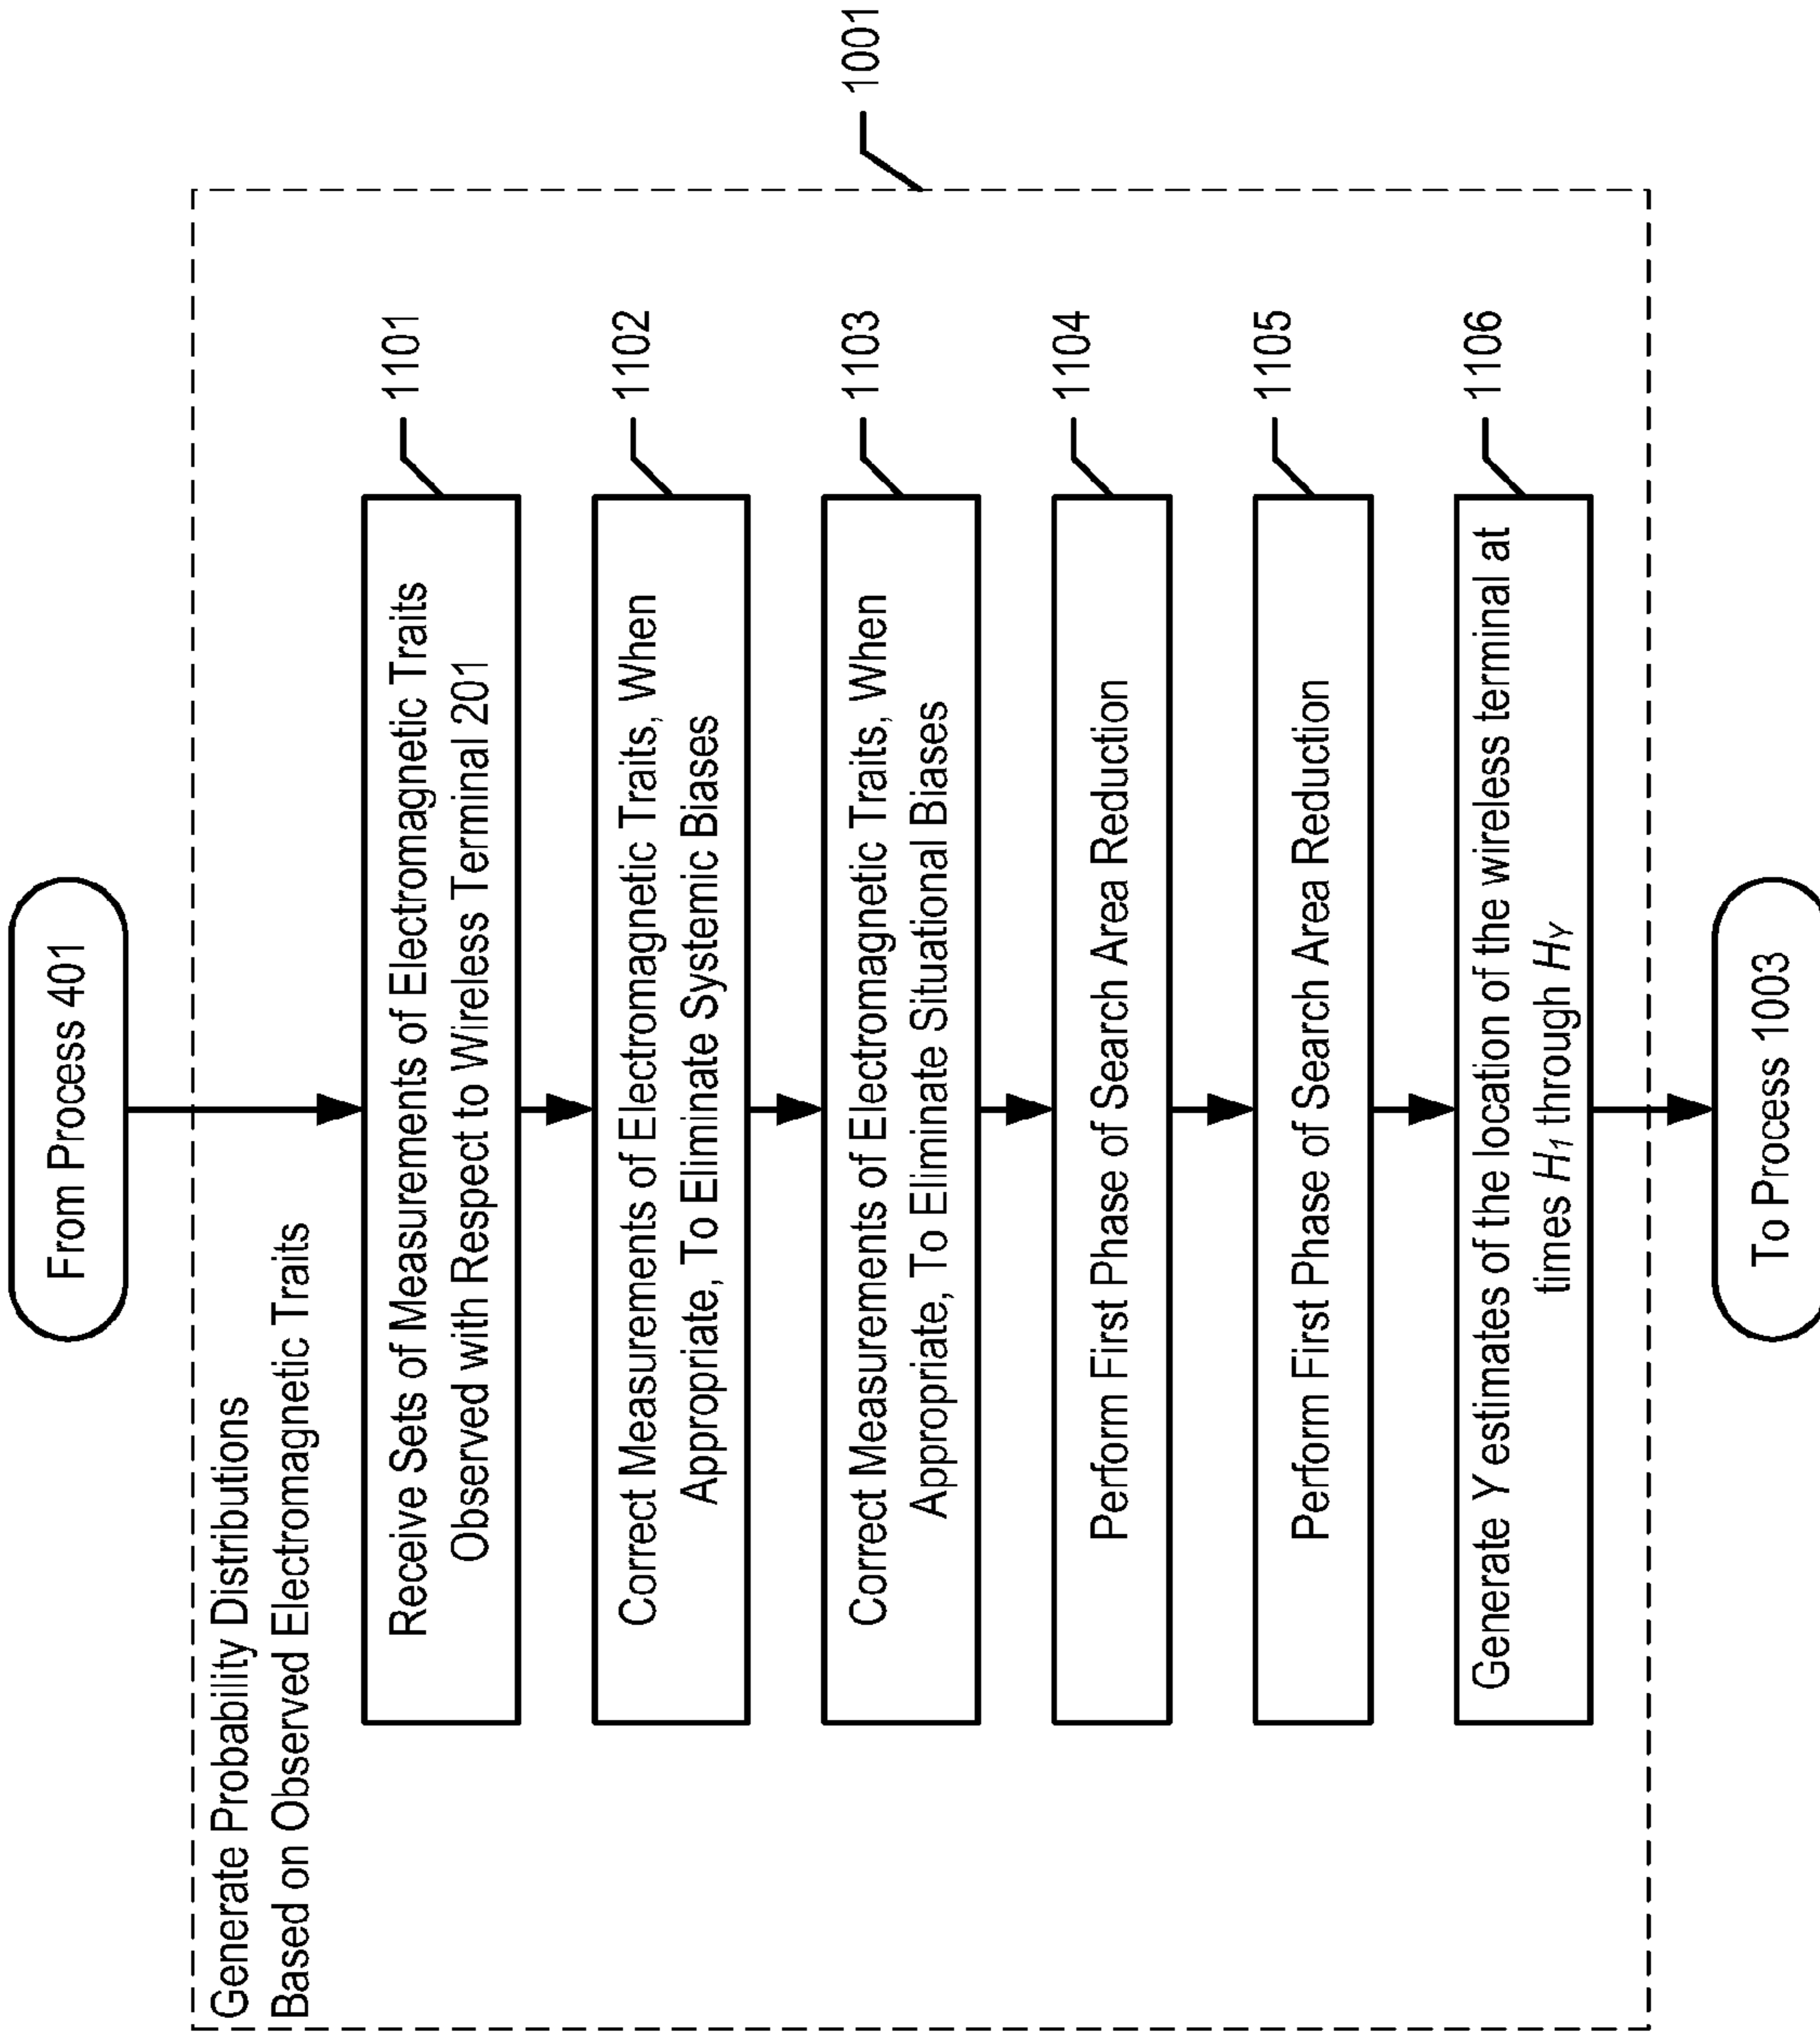 From Process 401
Generate Probability Distributions
Based on Observed Electromagnetic Traits
1001
Receive Sets of Measurements of Electromagnetic Traits
Observed with Respect to Wireless Terminal 201
1101
Correct Measurements of Electromagnetic Traits, When
Appropriate, To Eliminate Systemic Biases
1102
Correct Measurements of Electromagnetic Traits, When
Appropriate, To Eliminate Situational Biases
1103
Perform First Phase of Search Area Reduction
1104
Perform First Phase of Search Area Reduction
1105
Generate Y estimates of the location of the wireless terminal at
times H1 through HY
1106
To Process 1003